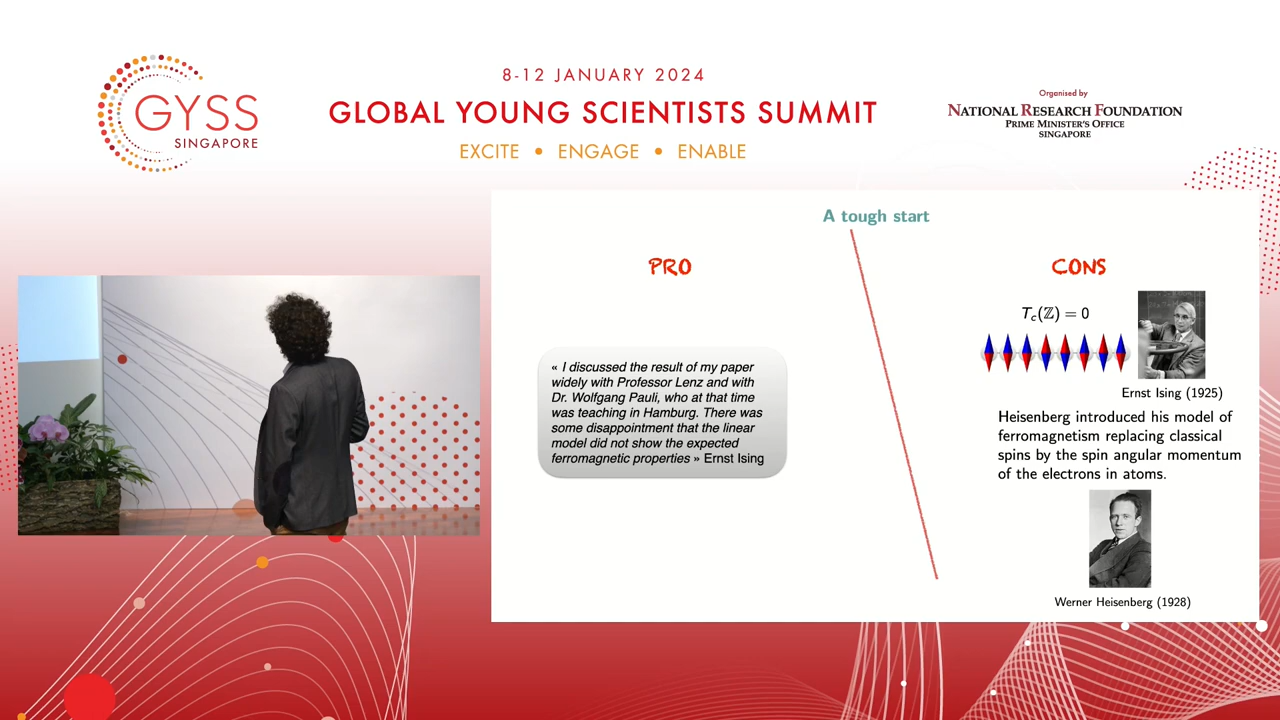 GYSS
SINGAPORE
8-12 JANUARY 2024
GLOBAL YOUNG SCIENTISTS SUMMIT
EXCITE • ENGAGE • ENABLE
Organised by
NATIONAL RESEARCH FOUNDATION
PRIME MINISTER'S OFFICE
SINGAPORE
A tough start
PRO
« I discussed the result of my paper
widely with Professor Lenz and with
Dr. Wolfgang Pauli, who at that time
was teaching in Hamburg. There was
some disappointment that the linear
model did not show the expected
ferromagnetic properties » Ernst Ising
CONS
T_c(ℤ) = 0
Ernst Ising (1925)
Heisenberg introduced his model of
ferromagnetism replacing classical
spins by the spin angular momentum
of the electrons in atoms.
Werner Heisenberg (1928)